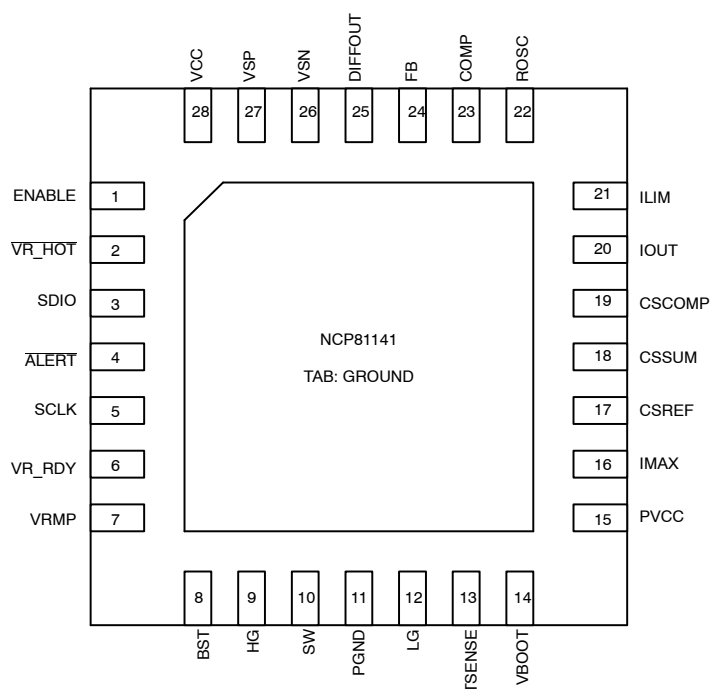 VCC
VSP
VSN
DIFFOUT
FB
COMP
ROSC
28
27
26
25
24
23
22
ENABLE 1
VR_HOT 2
SDIO 3
ALERT 4
SCLK 5
VR_RDY 6
VRMP 7
21 ILIM
20 IOUT
19 CSCOMP
18 CSSUM
17 CSREF
16 IMAX
15 PVCC
NCP81141
TAB: GROUND
8
9
10
11
12
13
14
BST
HG
SW
PGND
LG
TSENSE
VBOOT